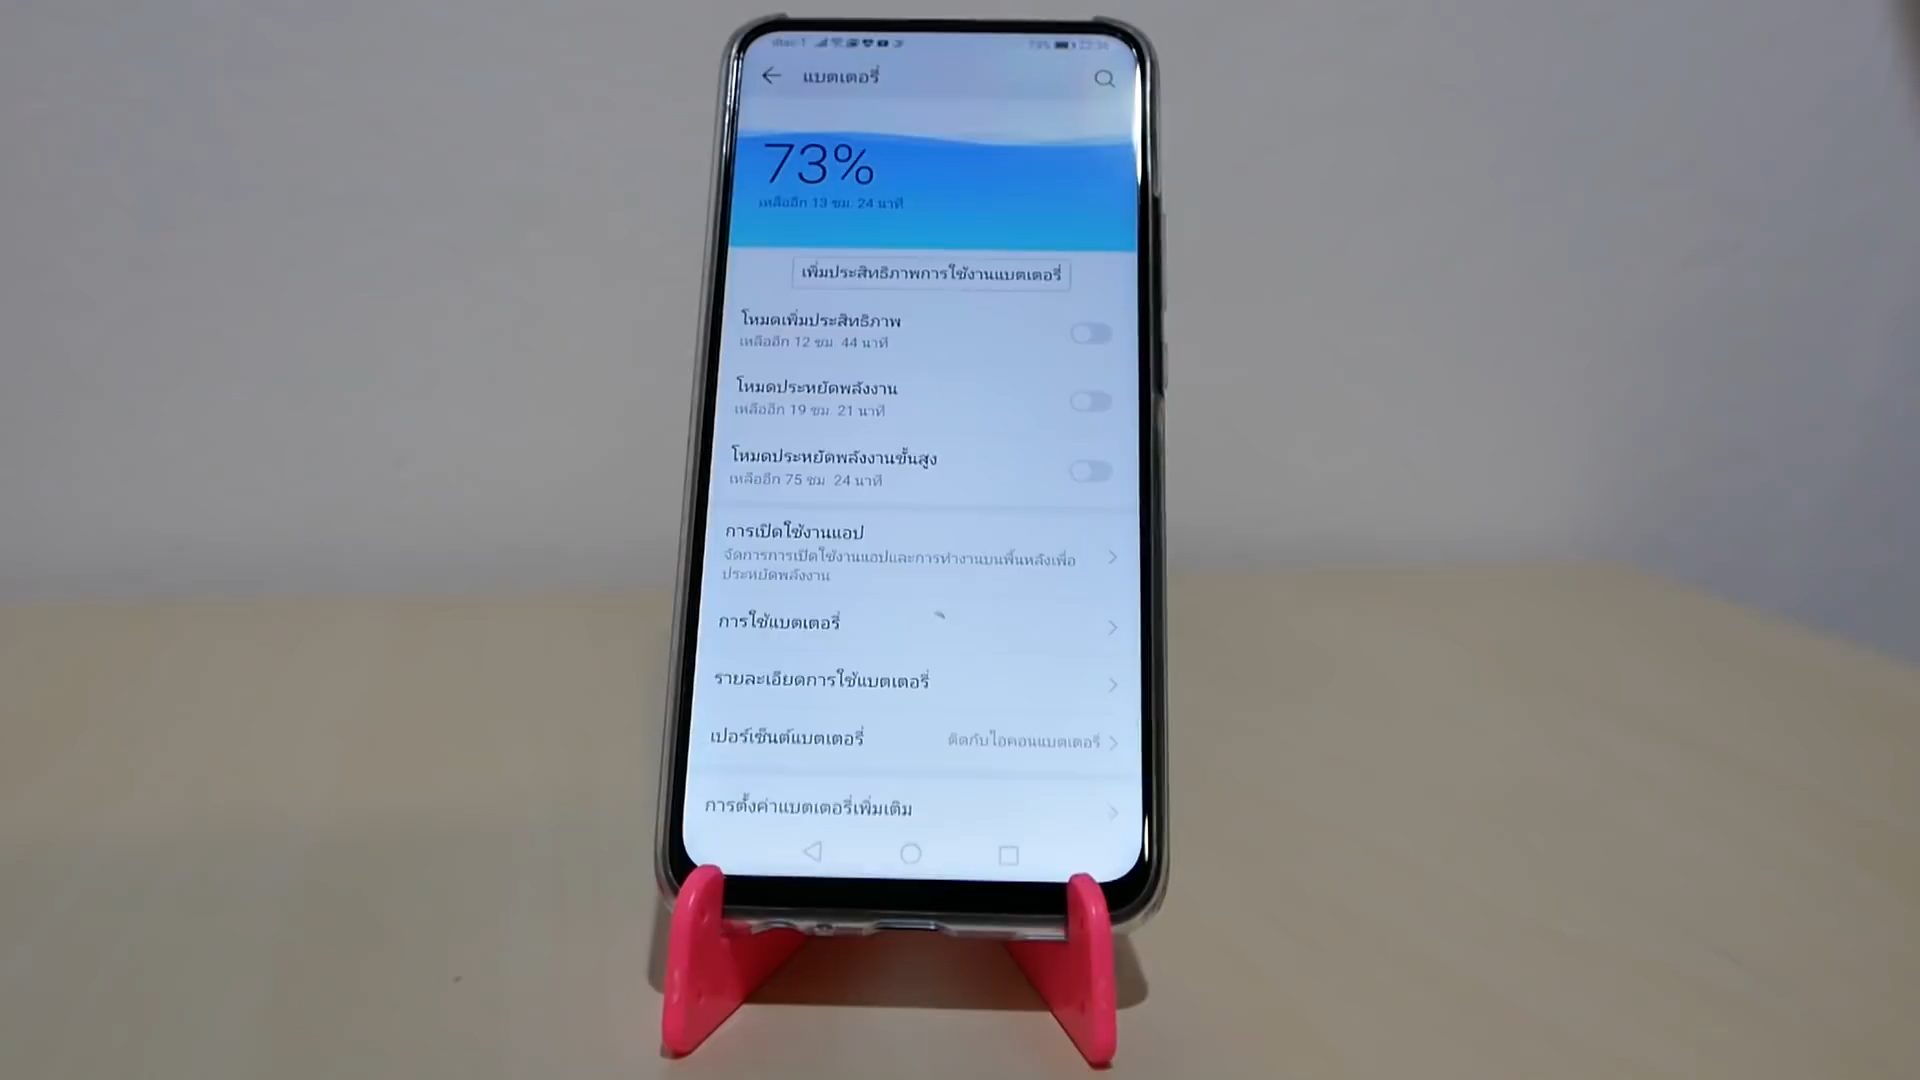 73%
แบตเตอรี่
73%
เหลืออีก 13 ชม. 24 นาที
เพิ่มประสิทธิภาพการใช้งานแบตเตอรี่
โหมดเพิ่มประสิทธิภาพ
เหลืออีก 12 ชม. 44 นาที
โหมดประหยัดพลังงาน
เหลืออีก 19 ชม. 21 นาที
โหมดประหยัดพลังงานขั้นสูง
เหลืออีก 75 ชม. 24 นาที
การเปิดใช้งานแอป
จัดการการเปิดใช้งานแอปและการทำงานบนพื้นหลังเพื่อ
ประหยัดพลังงาน
การใช้แบตเตอรี่
รายละเอียดการใช้แบตเตอรี่
เปอร์เซ็นต์แบตเตอรี่ ติดกับไอคอนแบตเตอรี่
การตั้งค่าแบตเตอรี่เพิ่มเติม